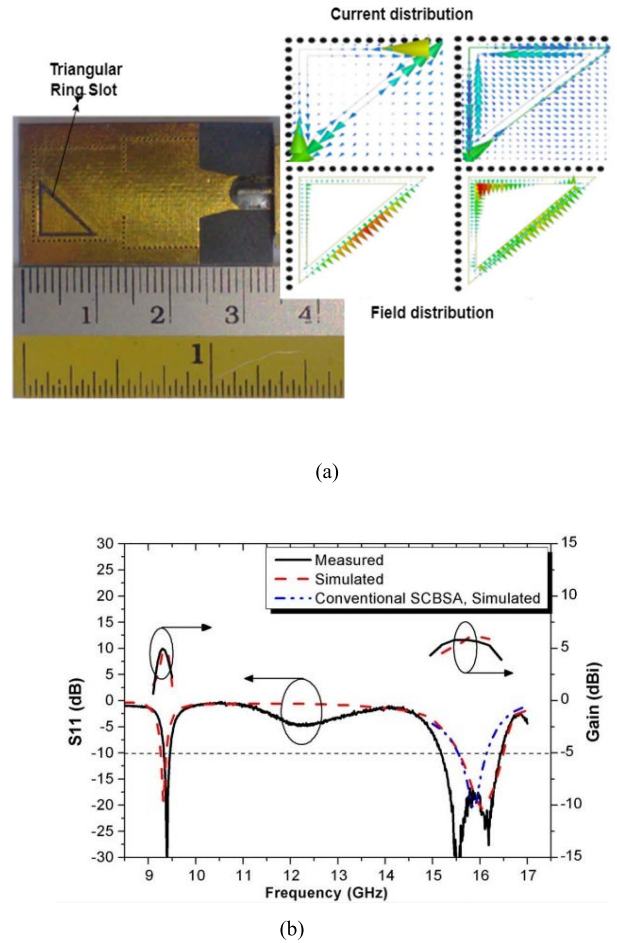 Current distribution
Triangular
Ring Slot
1 2 3 4
1
Field distribution
(a)
30
25
20
15
10
5
0
-5
-10
-15
-20
-25
-30
S11 (dB)
Measured
Simulated
Conventional SCBSA, Simulated
15
10
5
0
-5
-10
-15
Gain (dBi)
9 10 11 12 13 14 15 16 17
Frequency (GHz)
(b)